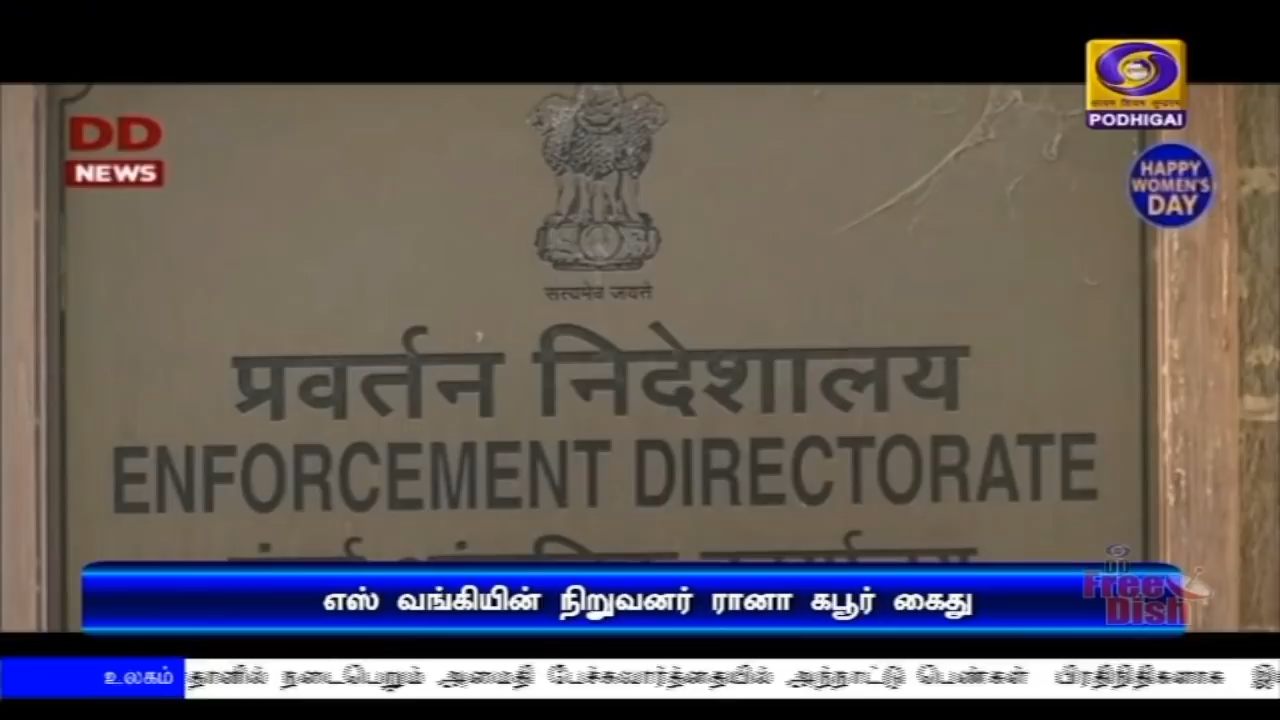 PODHIGAI
DD
NEWS
HAPPY
WOMEN'S
DAY
सत्यमेव जयते
प्रवर्तन निदेशालय
ENFORCEMENT DIRECTORATE
எஸ் வங்கியின் நிறுவனர் ரானா கபூர் கைது
DD
Free
Dish
உலகம் தானில் நடைபெறும் அமைதி பேச்சுவார்த்தையில் அந்நாட்டு பெண்கள் பிரதிநிதிகளாக